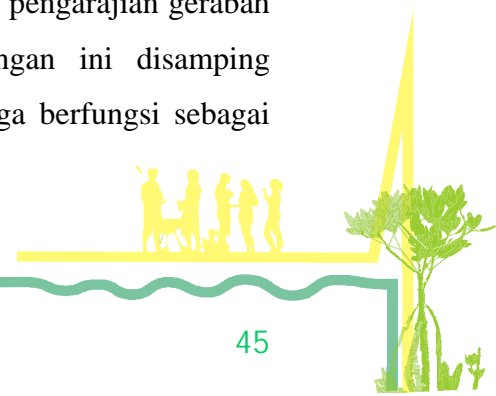 pengarajian gerabah
ngan ini disamping
ga berfungsi sebagai
45